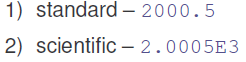 1) standard – 2000.5
2) scientific – 2.0005E3